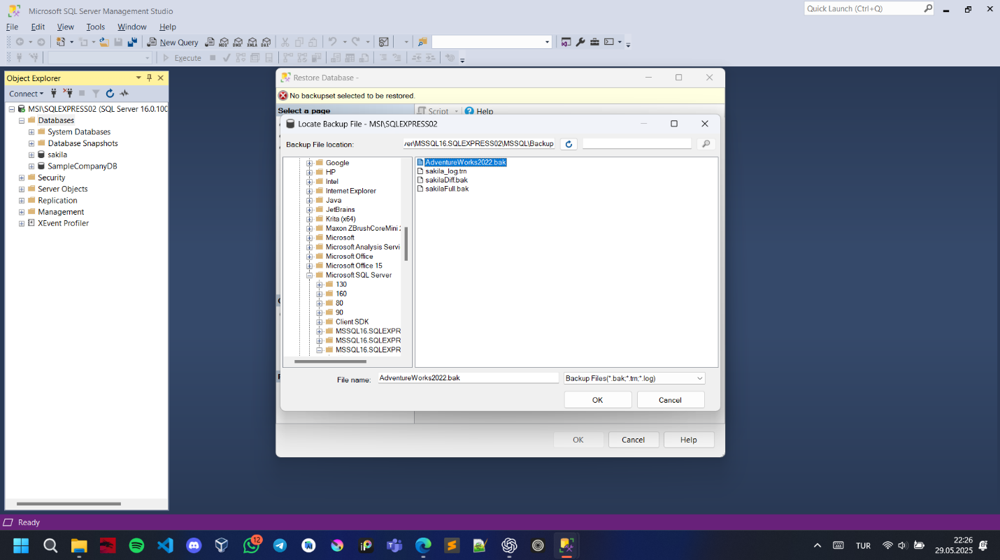 Microsoft SQL Server Management Studio
Quick Launch (Ctrl+Q)
File Edit View Tools Window Help
New Query
MDX DMX XMLA DAX
Execute
Object Explorer
Connect
MSI\SQLEXPRESS02 (SQL Server 16.0.100
Databases
System Databases
Database Snapshots
sakila
SampleCompanyDB
Security
Server Objects
Replication
Management
XEvent Profiler
Restore Database -
No backupset selected to be restored.
Select a page
Script
Help
Locate Backup File - MSI\SQLEXPRESS02
Backup File location:
ver\MSSQL16.SQLEXPRESS02\MSSQL\Backup
Google
HP
Intel
Internet Explorer
Java
JetBrains
Krita (x64)
Maxon ZBrushCoreMini 2
Microsoft
Microsoft Analysis Servi
Microsoft Office
Microsoft Office 15
Microsoft SQL Server
130
160
80
90
Client SDK
MSSQL16.SQLEXPR
MSSQL16.SQLEXPR
MSSQL16.SQLEXPR
AdventureWorks2022.bak
sakila_log.trn
sakilaDiff.bak
sakilaFull.bak
File name:
AdventureWorks2022.bak
Backup Files(*.bak;*.trn;*.log)
OK
Cancel
OK
Cancel
Help
Ready
12
TUR
22:26
29.05.2025